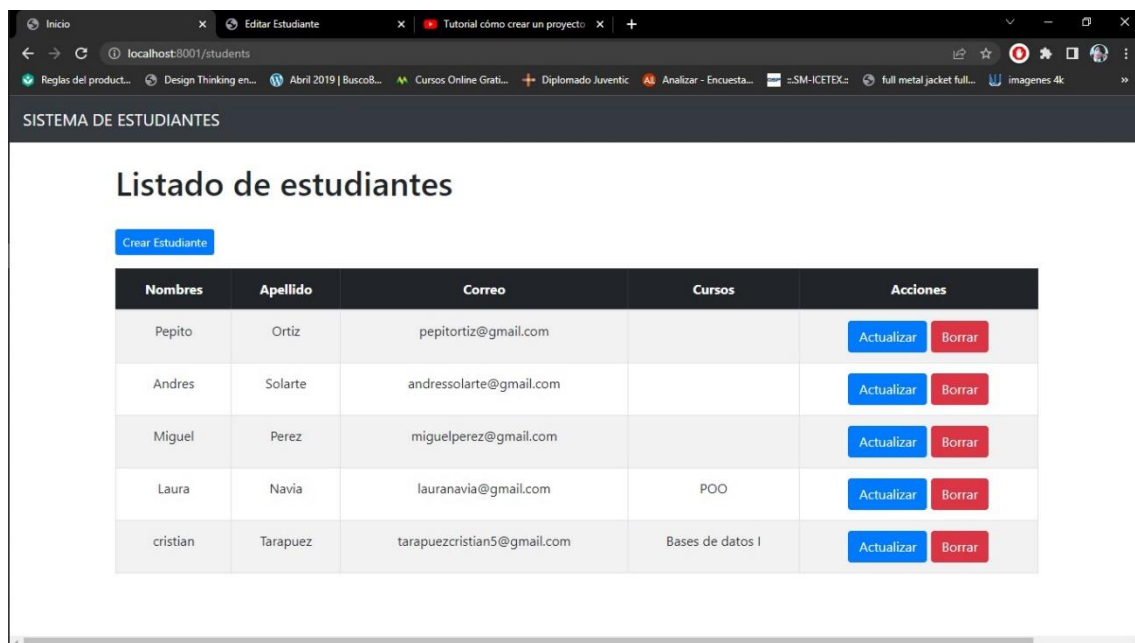 Inicio
Editar Estudiante
Tutorial cómo crear un proyecto
localhost:8001/students
Reglas del product...
Design Thinking en...
Abril 2019 | BuscoB...
Cursos Online Grati...
Diplomado Juventic
Analizar - Encuesta...
::.SM-ICETEX.::
full metal jacket full...
imagenes 4k
SISTEMA DE ESTUDIANTES
Listado de estudiantes
Crear Estudiante
Nombres Apellido Correo Cursos Acciones
Pepito Ortiz pepitortiz@gmail.com Actualizar Borrar
Andres Solarte andressolarte@gmail.com Actualizar Borrar
Miguel Perez miguelperez@gmail.com Actualizar Borrar
Laura Navia lauranavia@gmail.com POO Actualizar Borrar
cristian Tarapuez tarapuezcristian5@gmail.com Bases de datos I Actualizar Borrar